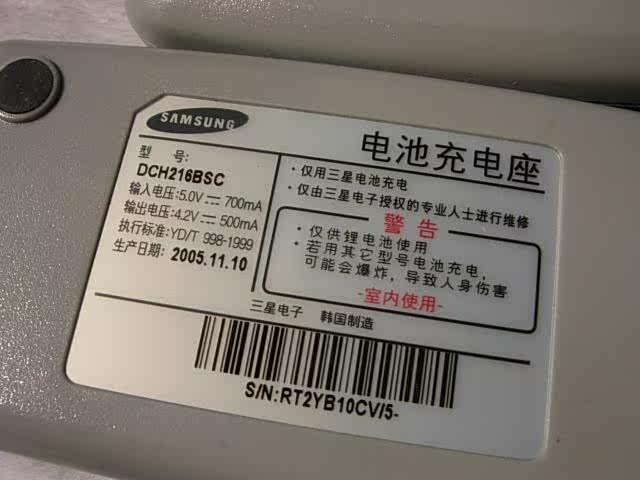 SAMSUNG
电池充电座
型 号:
DCH216BSC
输入电压:5.0V⎓700mA
输出电压:4.2V⎓500mA
执行标准:YD/T 998-1999
生产日期: 2005.11.10
·仅用三星电池充电
·仅由三星电子授权的专业人士进行维修
警告
·仅供锂电池使用
·若用其它型号电池充电,
可能会爆炸,导致人身伤害
-室内使用-
三星电子 韩国制造
S/N:RT2YB10CV/5-